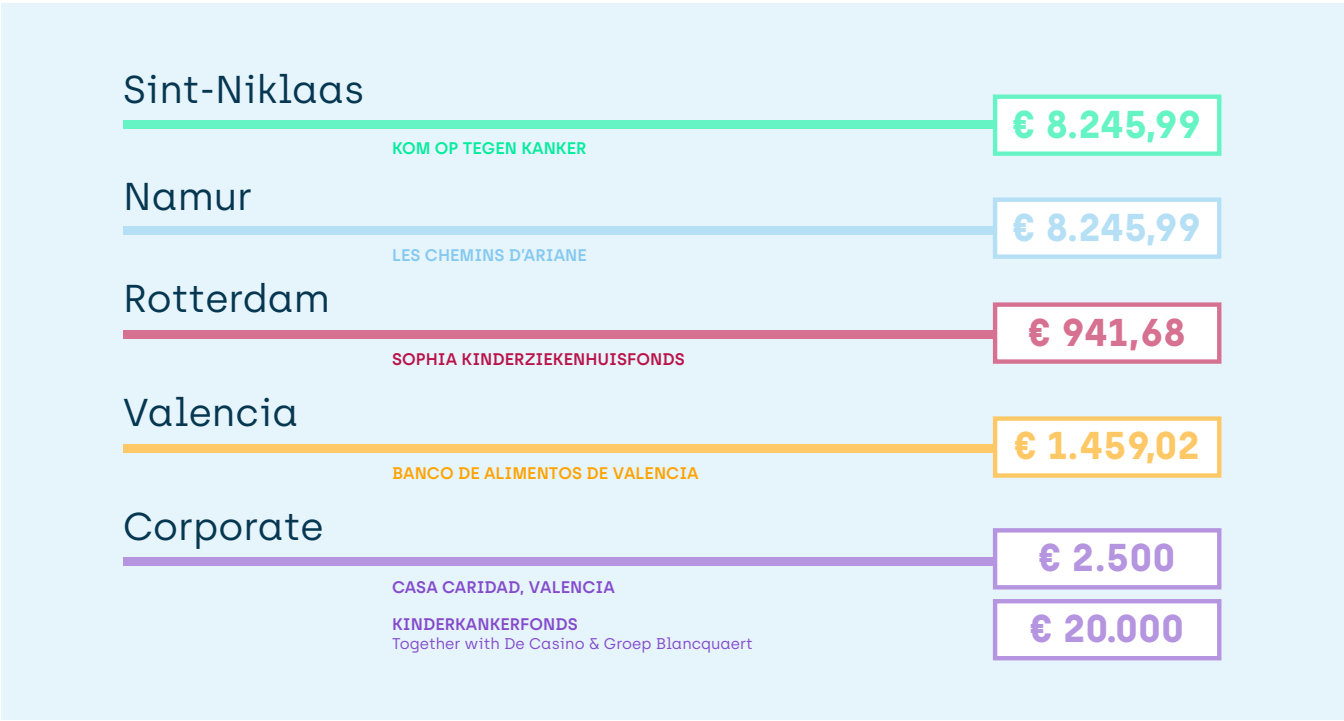 Sint-Niklaas
€ 8.245,99
KOM OP TEGEN KANKER
Namur
€ 8.245,99
LES CHEMINS D'ARIANE
Rotterdam
€ 941,68
SOPHIA KINDERZIEKENHUISFONDS
Valencia
€ 1.459,02
BANCO DE ALIMENTOS DE VALENCIA
Corporate
€ 2.500
CASA CARIDAD, VALENCIA
€ 20.000
KINDERKANKERFONDS
Together with De Casino & Groep Blancquaert